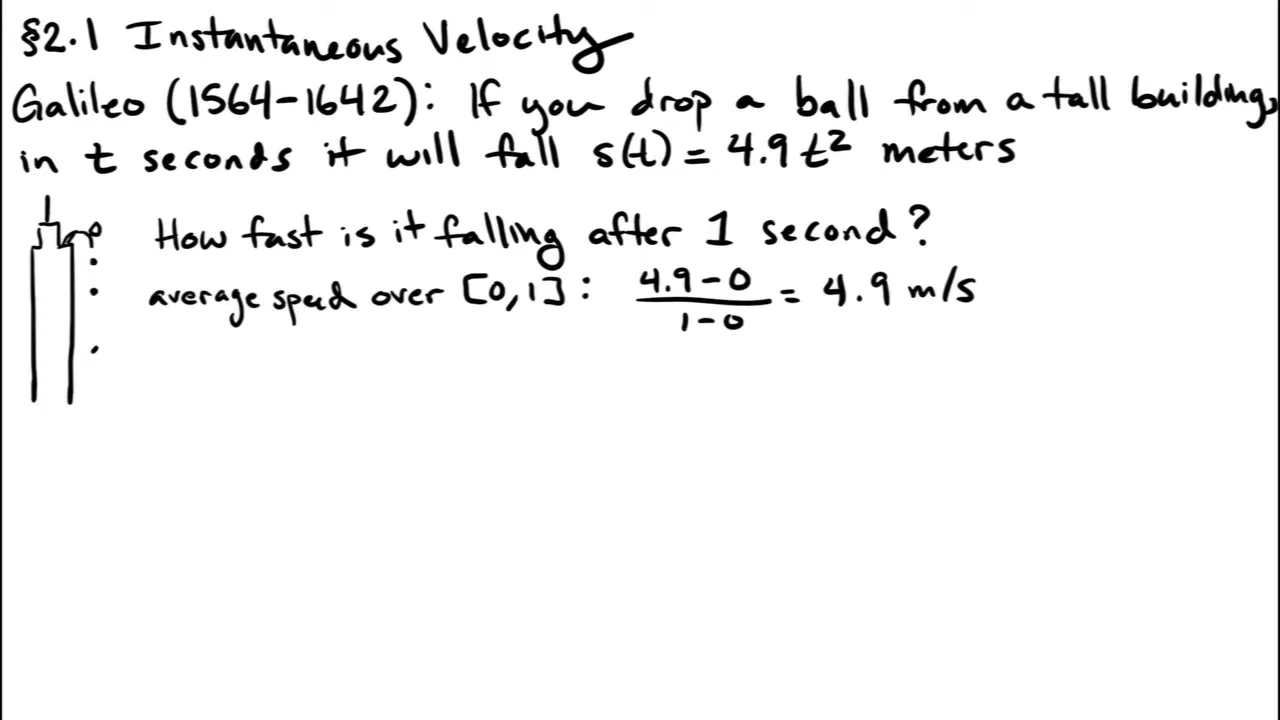 §2.1 Instantaneous Velocity
Galileo (1564-1642): If you drop a ball from a tall building,
in t seconds it will fall s(t) = 4.9t² meters
How fast is it falling after 1 second?
average speed over [0,1]: (4.9-0)/(1-0) = 4.9 m/s